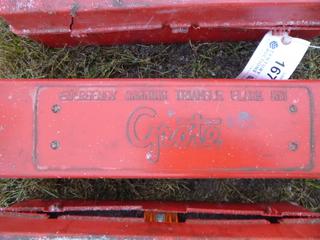 EMERGENCY WARNING TRIANGLE FLARE KIT
Grote
167